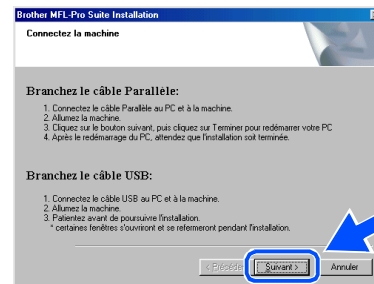 Brother MFL-Pro Suite Installation
Connectez la machine
Branchez le câble Parallèle:
1. Connectez le câble Parallèle au PC et à la machine.
2. Allumez la machine.
3. Cliquez sur le bouton suivant, puis cliquez sur Terminer pour redémarrer votre PC
4. Après le redémarrage du PC, attendez que l'installation soit terminée.
Branchez le câble USB:
1. Connectez le câble USB au PC et à la machine.
2. Allumez la machine.
3. Patientez avant de poursuivre l'installation.
* certaines fenêtres s'ouvriront et se refermeront pendant l'installation.
< Précéde Suivant > Annuler